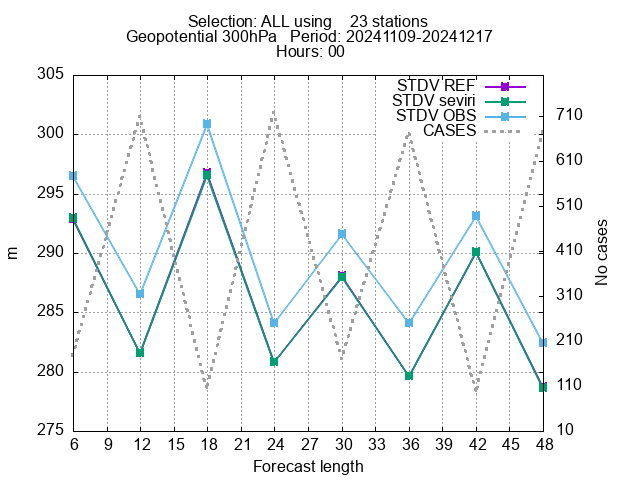 Selection: ALL using    23 stations
Geopotential 300hPa   Period: 20241109-20241217
Hours: 00
STDV REF
STDV seviri
STDV OBS
CASES
305
300
295
290
285
280
275
m
710
610
510
410
310
210
110
10
No cases
6 9 12 15 18 21 24 27 30 33 36 39 42 45 48
Forecast length